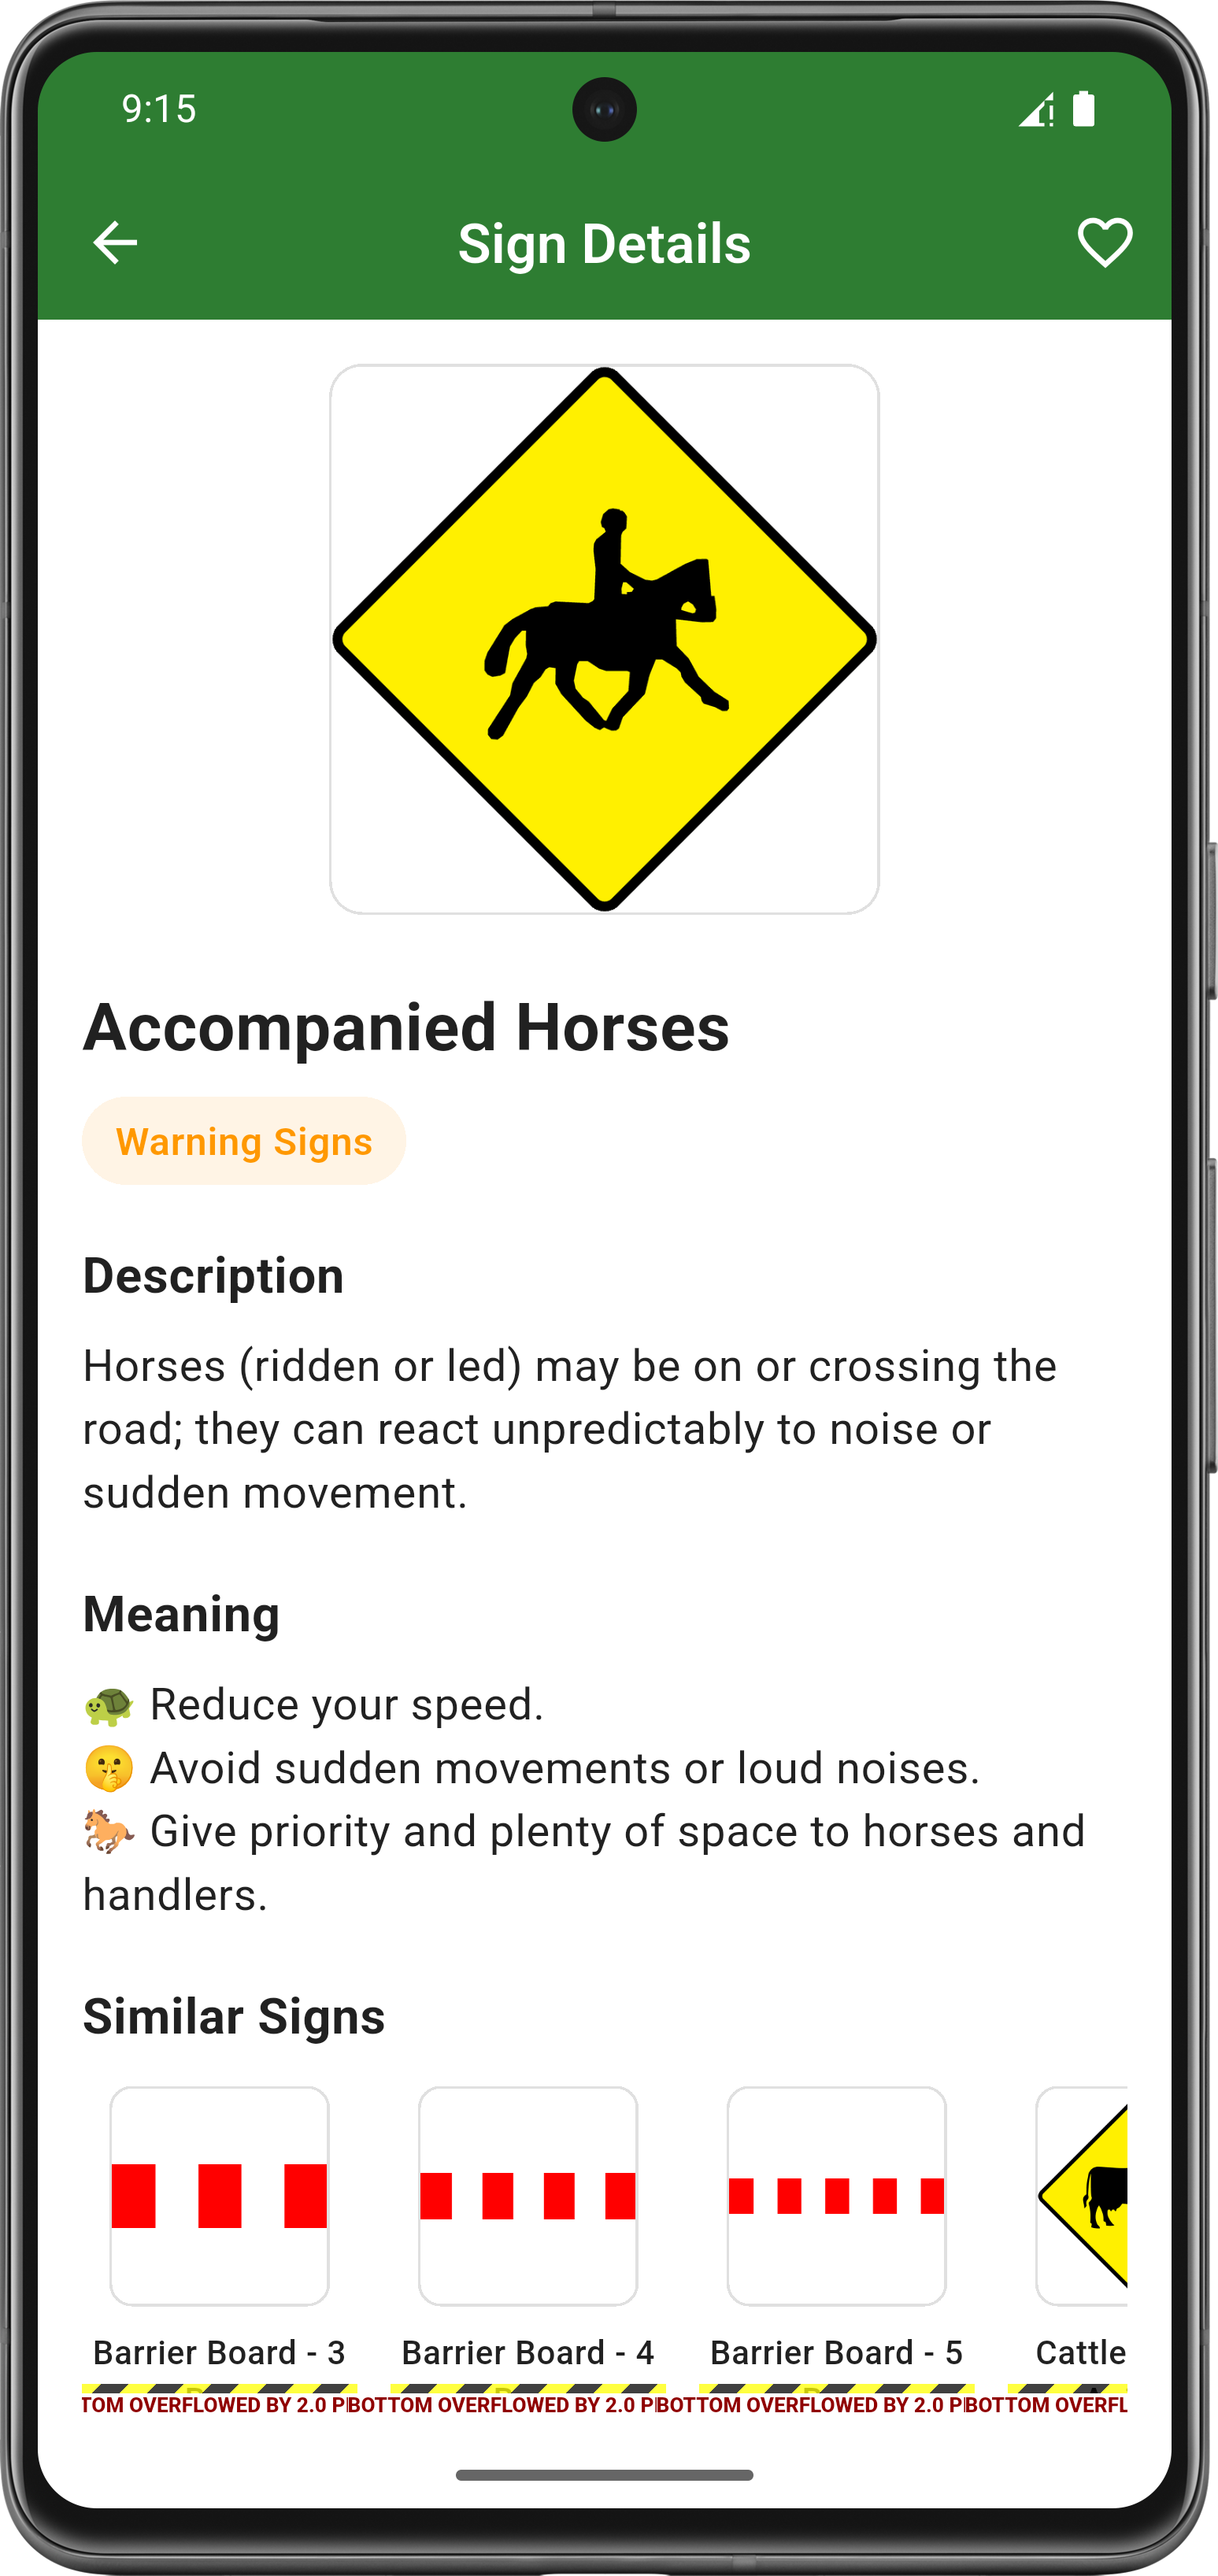 9:15
Sign Details
Accompanied Horses
Warning Signs
Description
Horses (ridden or led) may be on or crossing the
road; they can react unpredictably to noise or
sudden movement.
Meaning
🐢 Reduce your speed.
🤫 Avoid sudden movements or loud noises.
🐎 Give priority and plenty of space to horses and
handlers.
Similar Signs
Barrier Board - 3 Barrier Board - 4 Barrier Board - 5 Cattle
TOM OVERFLOWED BY 2.0 PI BOTTOM OVERFLOWED BY 2.0 PI BOTTOM OVERFLOWED BY 2.0 PI BOTTOM OVERFL